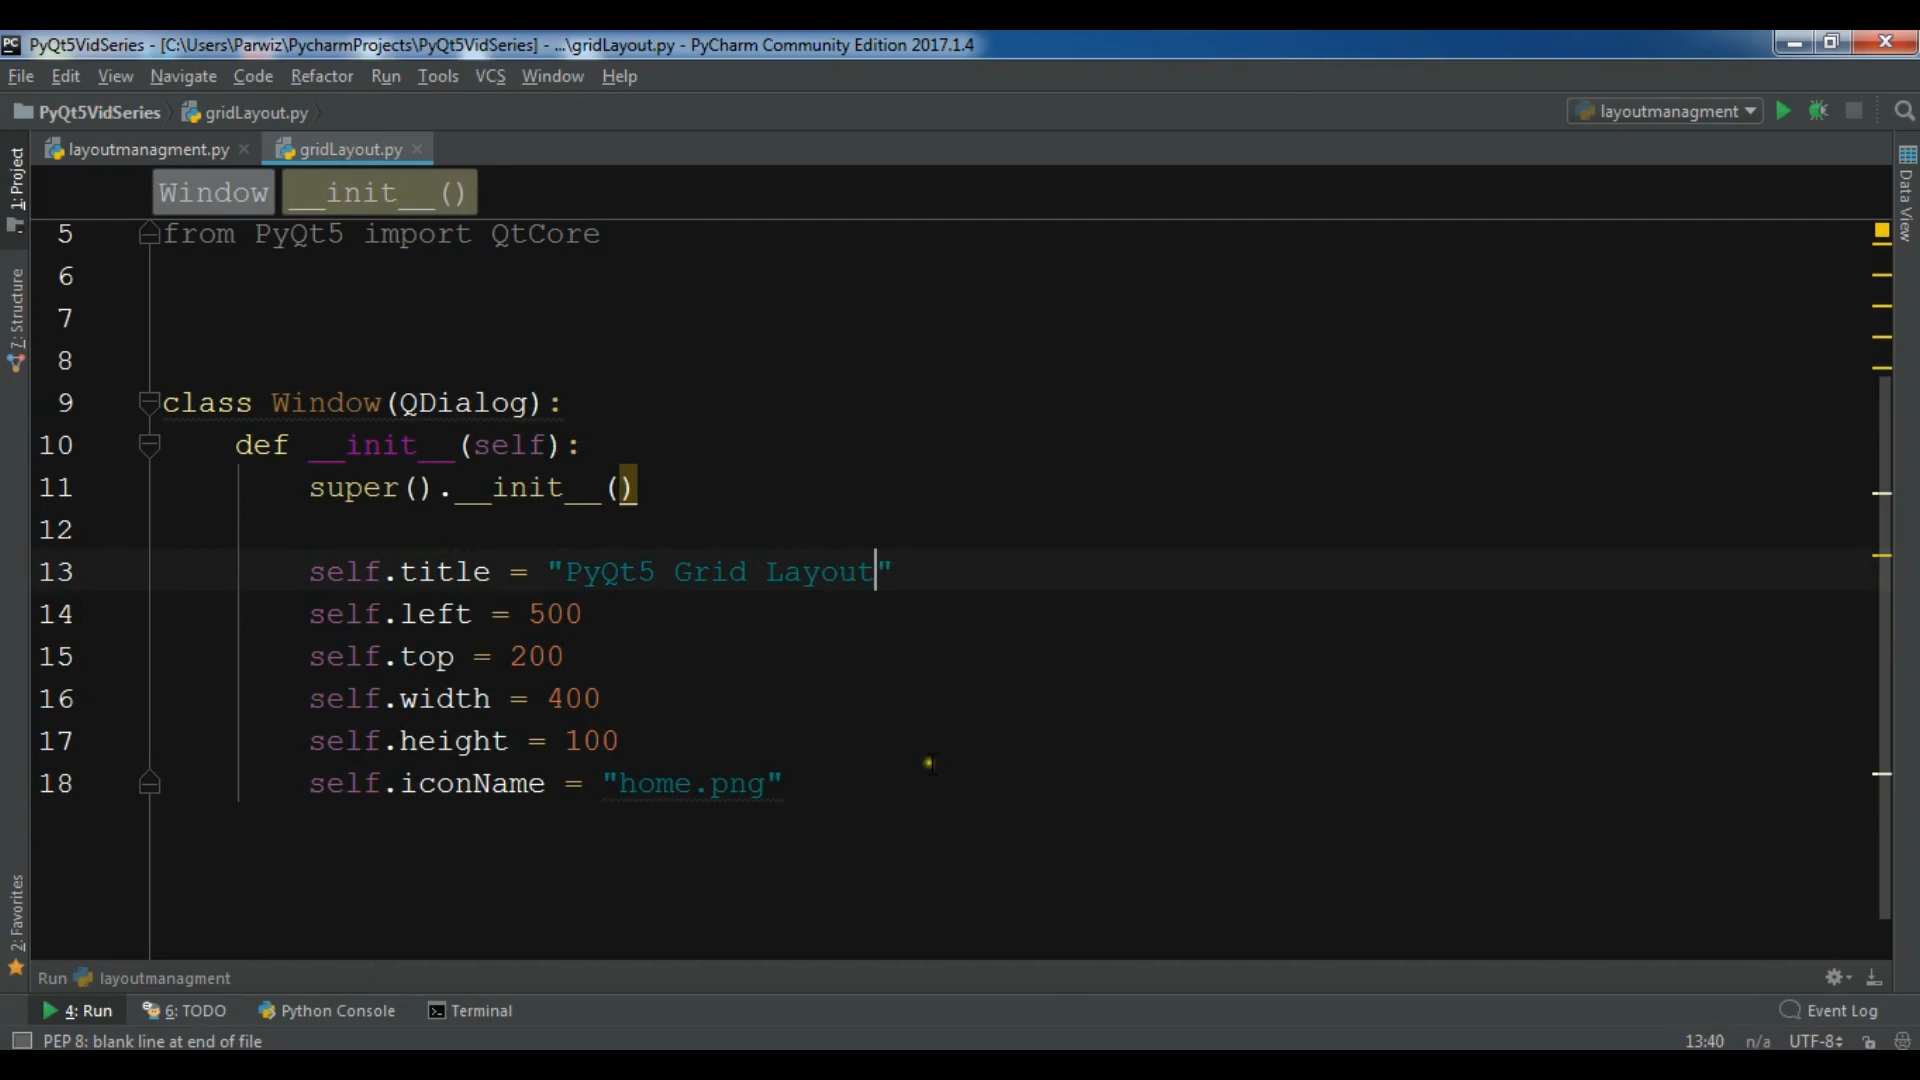 PyQt5VidSeries - [C:\Users\Parwiz\PycharmProjects\PyQt5VidSeries] - ...\gridLayout.py - PyCharm Community Edition 2017.1.4
File Edit View Navigate Code Refactor Run Tools VCS Window Help
PyQt5VidSeries gridLayout.py layoutmanagment
layoutmanagment.py gridLayout.py
1: Project
7: Structure
2: Favorites
Data View
Window __init__()
5 from PyQt5 import QtCore
6
7
8
9 class Window(QDialog):
10 def __init__(self):
11 super().__init__()
12
13 self.title = "PyQt5 Grid Layout"
14 self.left = 500
15 self.top = 200
16 self.width = 400
17 self.height = 100
18 self.iconName = "home.png"
Run layoutmanagment
4: Run 6: TODO Python Console Terminal Event Log
PEP 8: blank line at end of file 13:40 n/a UTF-8